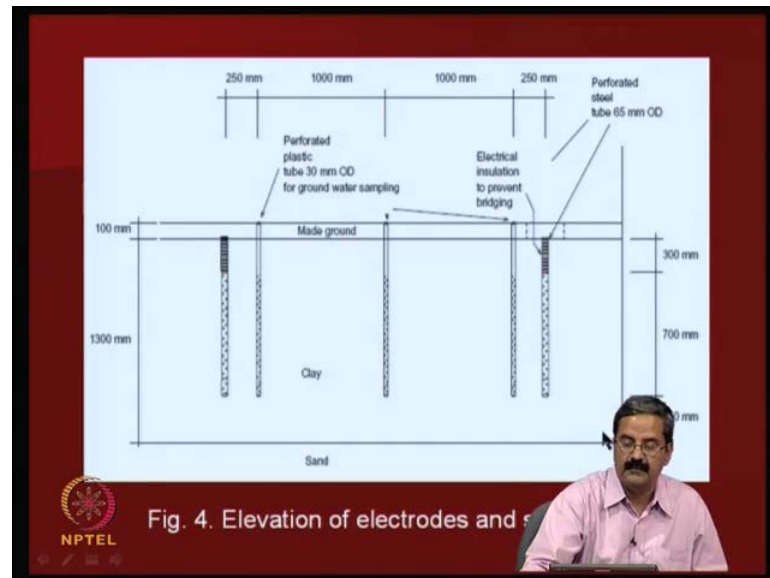 250 mm 1000 mm 1000 mm 250 mm
Perforated
steel
tube 65 mm OD
Perforated
plastic
tube 30 mm OD
for ground water sampling
Electrical
insulation
to prevent
bridging
100 mm
Made ground
300 mm
1300 mm
700 mm
Clay
mm
Sand
NPTEL
Fig. 4. Elevation of electrodes and